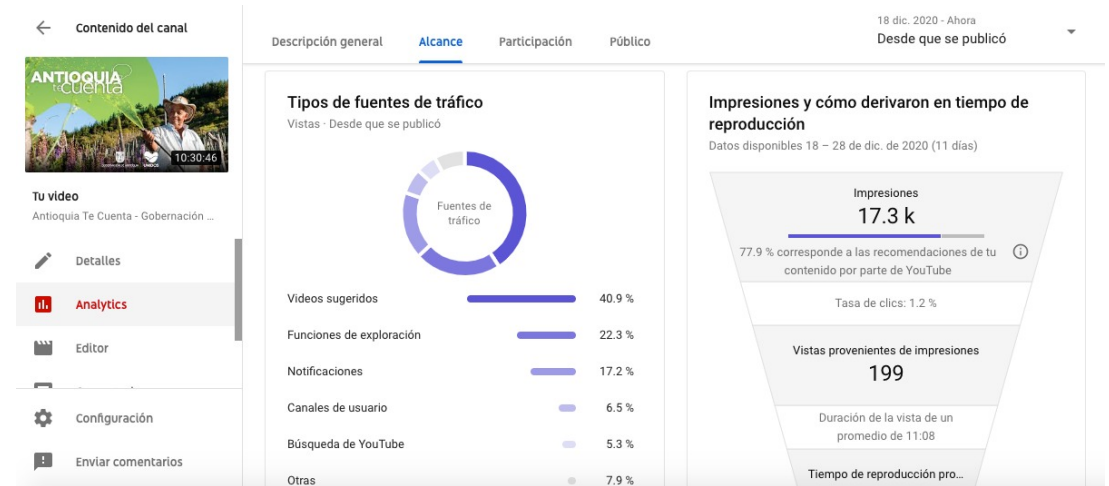 Contenido del canal
ANTIOQUIA
te
cuenta
UNIDOS
10:30:46
Tu video
Antioquia Te Cuenta - Gobernación ...
Detalles
Analytics
Editor
Configuración
Enviar comentarios
Descripción general
Alcance
Participación
Público
18 dic. 2020 - Ahora
Desde que se publicó
Tipos de fuentes de tráfico
Vistas · Desde que se publicó
Fuentes de
tráfico
Videos sugeridos 40.9 %
Funciones de exploración 22.3 %
Notificaciones 17.2 %
Canales de usuario 6.5 %
Búsqueda de YouTube 5.3 %
Otras 7.9 %
Impresiones y cómo derivaron en tiempo de
reproducción
Datos disponibles 18 – 28 de dic. de 2020 (11 días)
Impresiones
17.3 k
77.9 % corresponde a las recomendaciones de tu
contenido por parte de YouTube
Tasa de clics: 1.2 %
Vistas provenientes de impresiones
199
Duración de la vista de un
promedio de 11:08
Tiempo de reproducción pro...